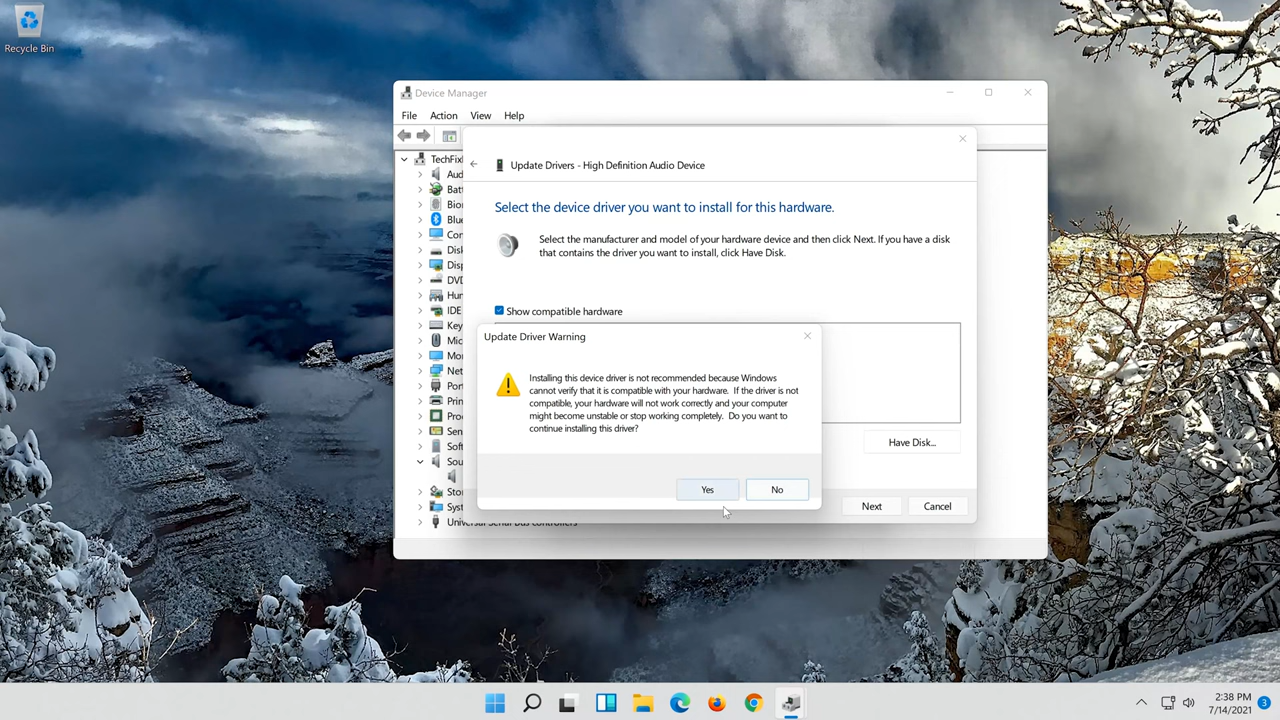 Recycle Bin
Device Manager
File Action View Help
TechFixI
Update Drivers - High Definition Audio Device
Aud
Batt
Bior
Blue
Con
Disk
Disp
DVD
Hun
IDE
Key
Mic
Mor
Net
Port
Prin
Proc
Sen
Soft
Sou
Stor
Syst
Universal Serial Bus controllers
Select the device driver you want to install for this hardware.
Select the manufacturer and model of your hardware device and then click Next. If you have a disk
that contains the driver you want to install, click Have Disk.
Show compatible hardware
Update Driver Warning
Installing this device driver is not recommended because Windows
cannot verify that it is compatible with your hardware. If the driver is not
compatible, your hardware will not work correctly and your computer
might become unstable or stop working completely. Do you want to
continue installing this driver?
Yes No
Have Disk...
Next Cancel
2:38 PM
7/14/2021
3